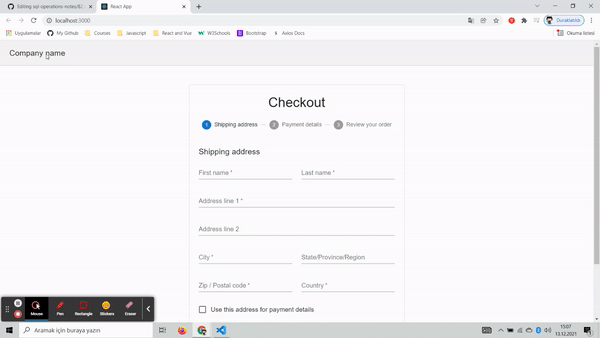 Editing sql-operations-notes/S
React App
localhost:3000
Duraklatıldı
Uygulamalar
My Github
Courses
Javascript
React and Vue
W3Schools
Bootstrap
Axios Docs
Okuma listesi
Company name
Checkout
1 Shipping address
2 Payment details
3 Review your order
Shipping address
First name *
Last name *
Address line 1 *
Address line 2
City *
State/Province/Region
Zip / Postal code *
Country *
Use this address for payment details
Mouse
Pen
Rectangle
Stickers
Eraser
Aramak için buraya yazın
15:07
13.12.2021